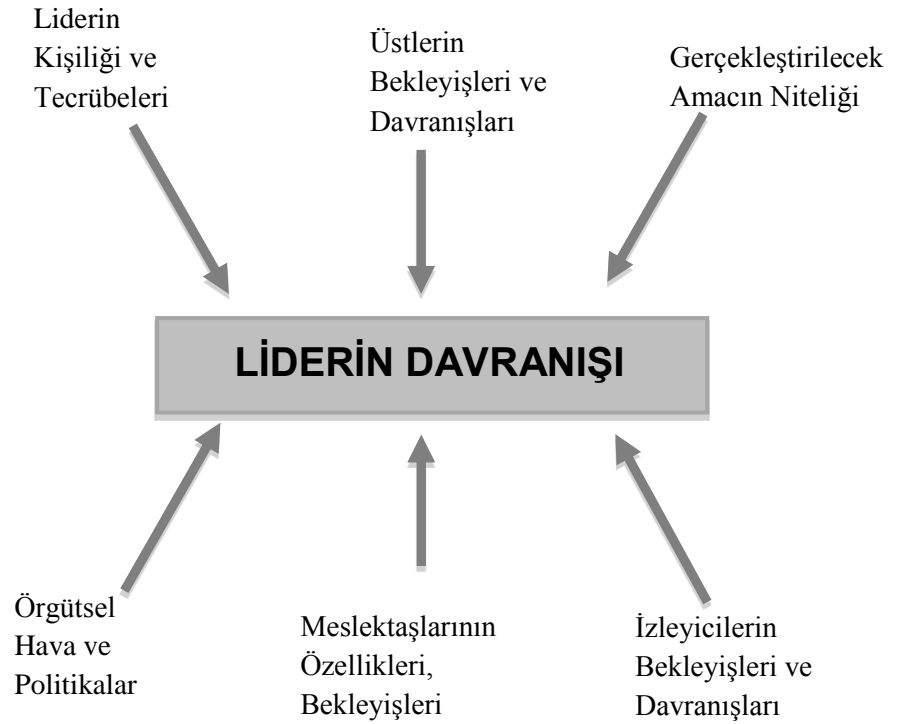 Liderin
Kişiliği ve
Tecrübeleri
Üstlerin
Bekleyişleri ve
Davranışları
Gerçekleştirilecek
Amacın Niteliği
LİDERİN DAVRANIŞI
Örgütsel
Hava ve
Politikalar
Meslektaşlarının
Özellikleri,
Bekleyişleri
İzleyicilerin
Bekleyişleri ve
Davranışları